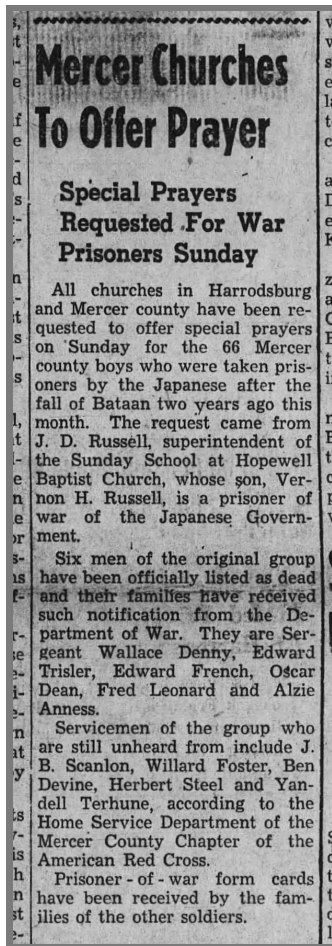 Mercer Churches
To Offer Prayer
Special Prayers
Requested For War
Prisoners Sunday
All churches in Harrodsburg
and Mercer county have been re-
quested to offer special prayers
on Sunday for the 66 Mercer
county boys who were taken pris-
oners by the Japanese after the
fall of Bataan two years ago this
month. The request came from
J. D. Russell, superintendent of
the Sunday School at Hopewell
Baptist Church, whose son, Ver-
non H. Russell, is a prisoner of
war of the Japanese Govern-
ment.
Six men of the original group
have been officially listed as dead
and their families have received
such notification from the De-
partment of War. They are Ser-
geant Wallace Denny, Edward
Trisler, Edward French, Oscar
Dean, Fred Leonard and Alzie
Anness.
Servicemen of the group who
are still unheard from include J.
B. Scanlon, Willard Foster, Ben
Devine, Herbert Steel and Yan-
dell Terhune, according to the
Home Service Department of the
Mercer County Chapter of the
American Red Cross.
Prisoner - of - war form cards
have been received by the fam-
ilies of the other soldiers.